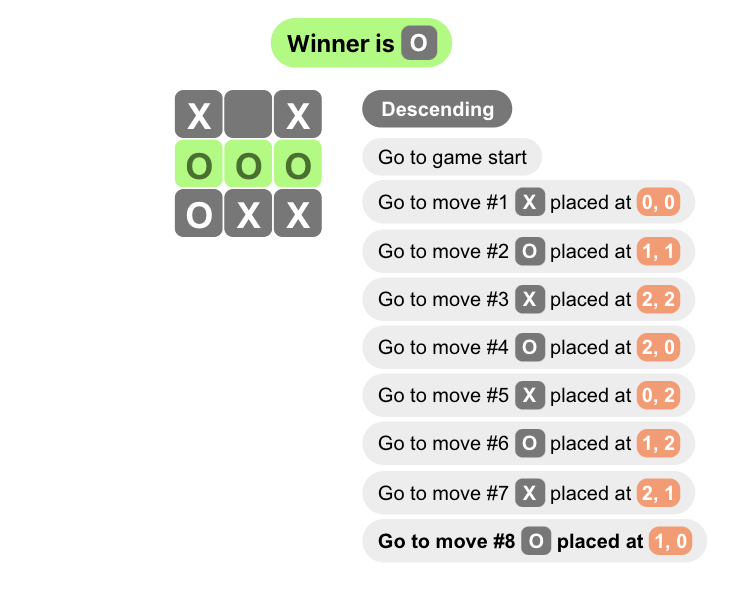 Winner is O
X X
O O O
O X X
Descending
Go to game start
Go to move #1 X placed at 0, 0
Go to move #2 O placed at 1, 1
Go to move #3 X placed at 2, 2
Go to move #4 O placed at 2, 0
Go to move #5 X placed at 0, 2
Go to move #6 O placed at 1, 2
Go to move #7 X placed at 2, 1
Go to move #8 O placed at 1, 0